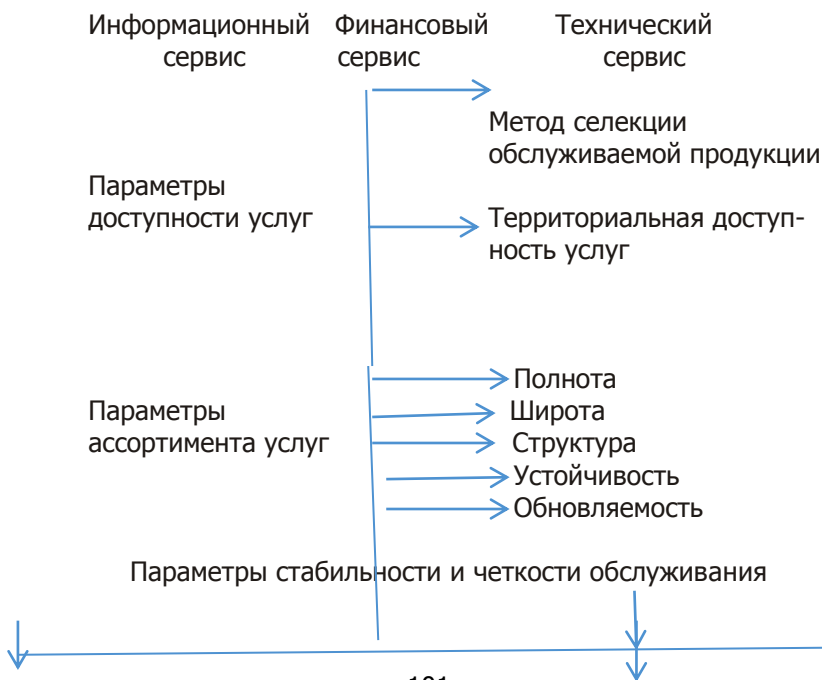 Информационный Финансовый Технический
сервис сервис сервис
Метод селекции
обслуживаемой продукции
Параметры
доступности услуг
Территориальная доступ-
ность услуг
Полнота
Параметры
Широта
ассортимента услуг
Структура
Устойчивость
Обновляемость
Параметры стабильности и четкости обслуживания